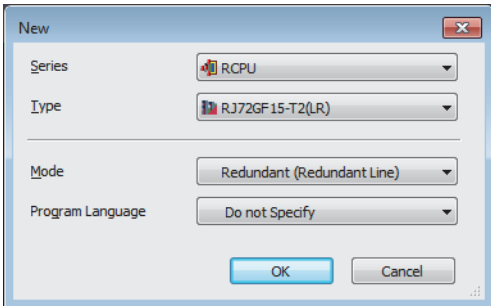 New
Series
RCPU
Type
RJ72GF15-T2(LR)
Mode
Redundant (Redundant Line)
Program Language
Do not Specify
OK
Cancel